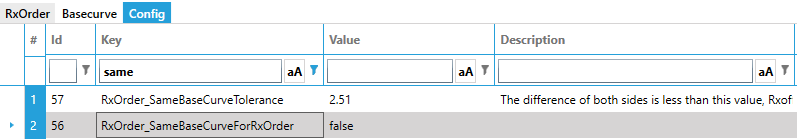 RxOrder Basecurve Config
# Id Key Value Description
same aA aA aA
1 57 RxOrder_SameBaseCurveTolerance 2.51 The difference of both sides is less than this value, Rxof
2 56 RxOrder_SameBaseCurveForRxOrder false